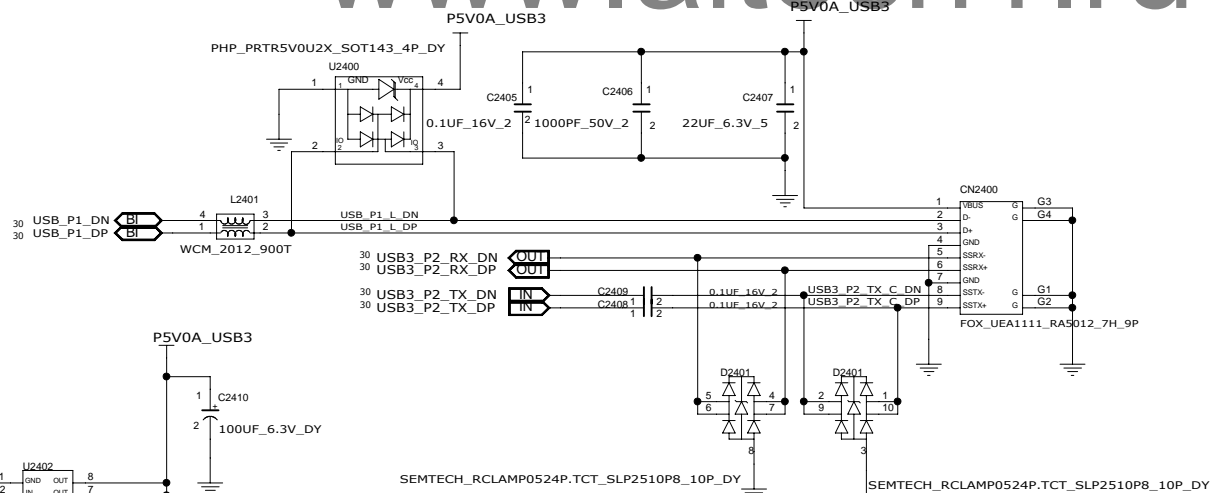 P5V0A_USB3
P5V0A_USB3
PHP_PRTR5V0U2X_SOT143_4P_DY
U2400
1 1 GND Vcc 4 4
2 IO 2 IO 3 3
C2405 1
0.1UF_16V_2 2
C2406 1
1000PF_50V_2 2
C2407 1
22UF_6.3V_5 2
L2401
30 USB_P1_DN BI 4 3 USB_P1_L_DN
30 USB_P1_DP BI 1 2 USB_P1_L_DP
WCM_2012_900T
30 USB3_P2_RX_DN OUT
30 USB3_P2_RX_DP OUT
30 USB3_P2_TX_DN IN C2409 1 2 0.1UF_16V_2 USB3_P2_TX_C_DN
30 USB3_P2_TX_DP IN C2408 1 2 0.1UF_16V_2 USB3_P2_TX_C_DP
CN2400
1 VBUS G G3
2 D- G G4
3 D+
4 GND
5 SSRX-
6 SSRX+
7 GND
8 SSTX- G G1
9 SSTX+ G G2
FOX_UEA1111_RA5012_7H_9P
D2401
5 4
6 7
8
SEMTECH_RCLAMP0524P.TCT_SLP2510P8_10P_DY
D2401
2 1
9 10
3
SEMTECH_RCLAMP0524P.TCT_SLP2510P8_10P_DY
P5V0A_USB3
1 C2410
+
2 100UF_6.3V_DY
U2402
1 GND OUT 8
2 IN OUT 7